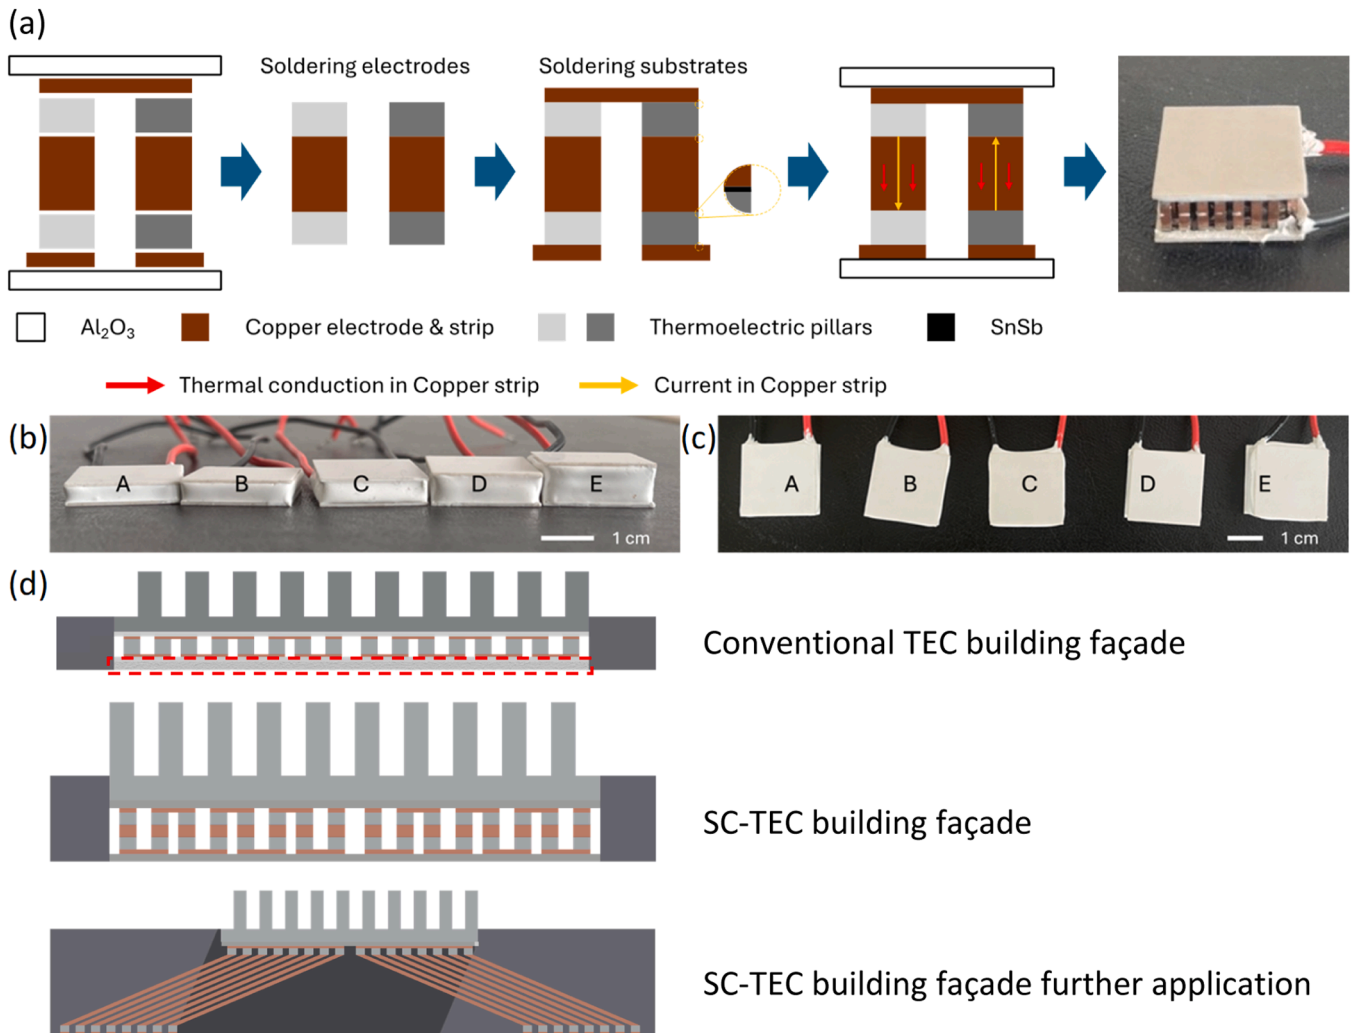 (a)
Soldering electrodes
Soldering substrates
Al₂O₃
Copper electrode & strip
Thermoelectric pillars
SnSb
Thermal conduction in Copper strip
Current in Copper strip
(b)
A
B
C
D
E
1 cm
(c)
A
B
C
D
E
1 cm
(d)
Conventional TEC building façade
SC-TEC building façade
SC-TEC building façade further application